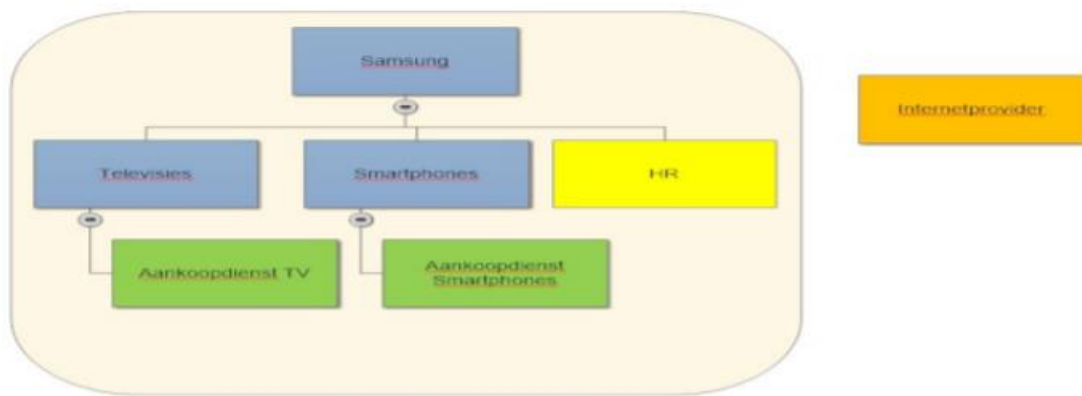 Samsung
Internetprovider
Televisies
Smartphones
HR
Aankoopdienst TV
Aankoopdienst
Smartphones